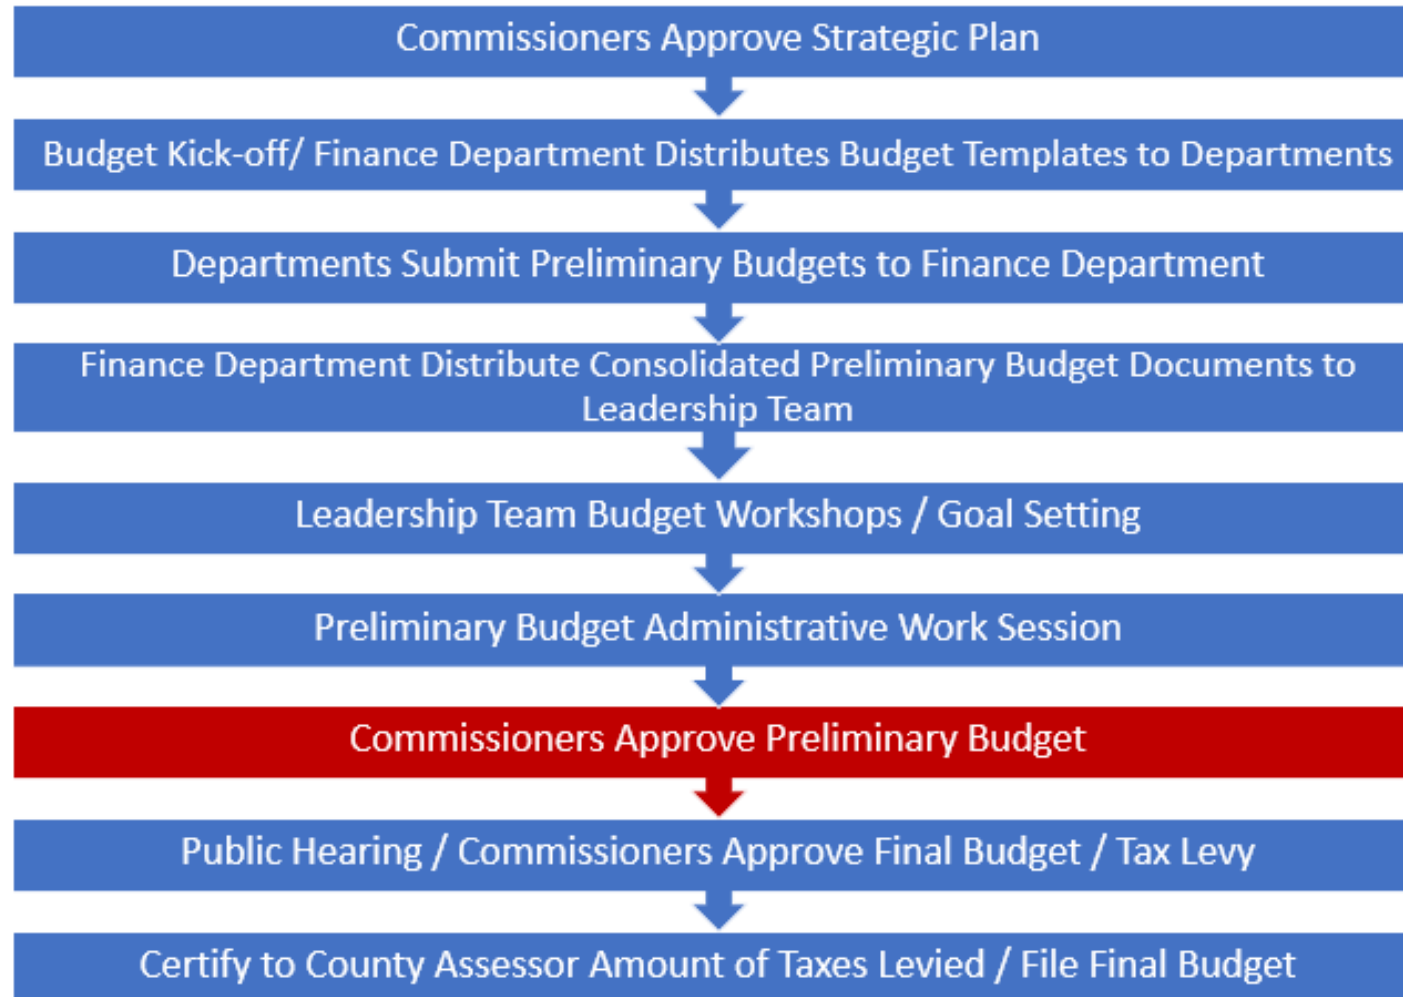 Commissioners Approve Strategic Plan
Budget Kick-off/ Finance Department Distributes Budget Templates to Departments
Departments Submit Preliminary Budgets to Finance Department
Finance Department Distribute Consolidated Preliminary Budget Documents to
Leadership Team
Leadership Team Budget Workshops / Goal Setting
Preliminary Budget Administrative Work Session
Commissioners Approve Preliminary Budget
Public Hearing / Commissioners Approve Final Budget / Tax Levy
Certify to County Assessor Amount of Taxes Levied / File Final Budget